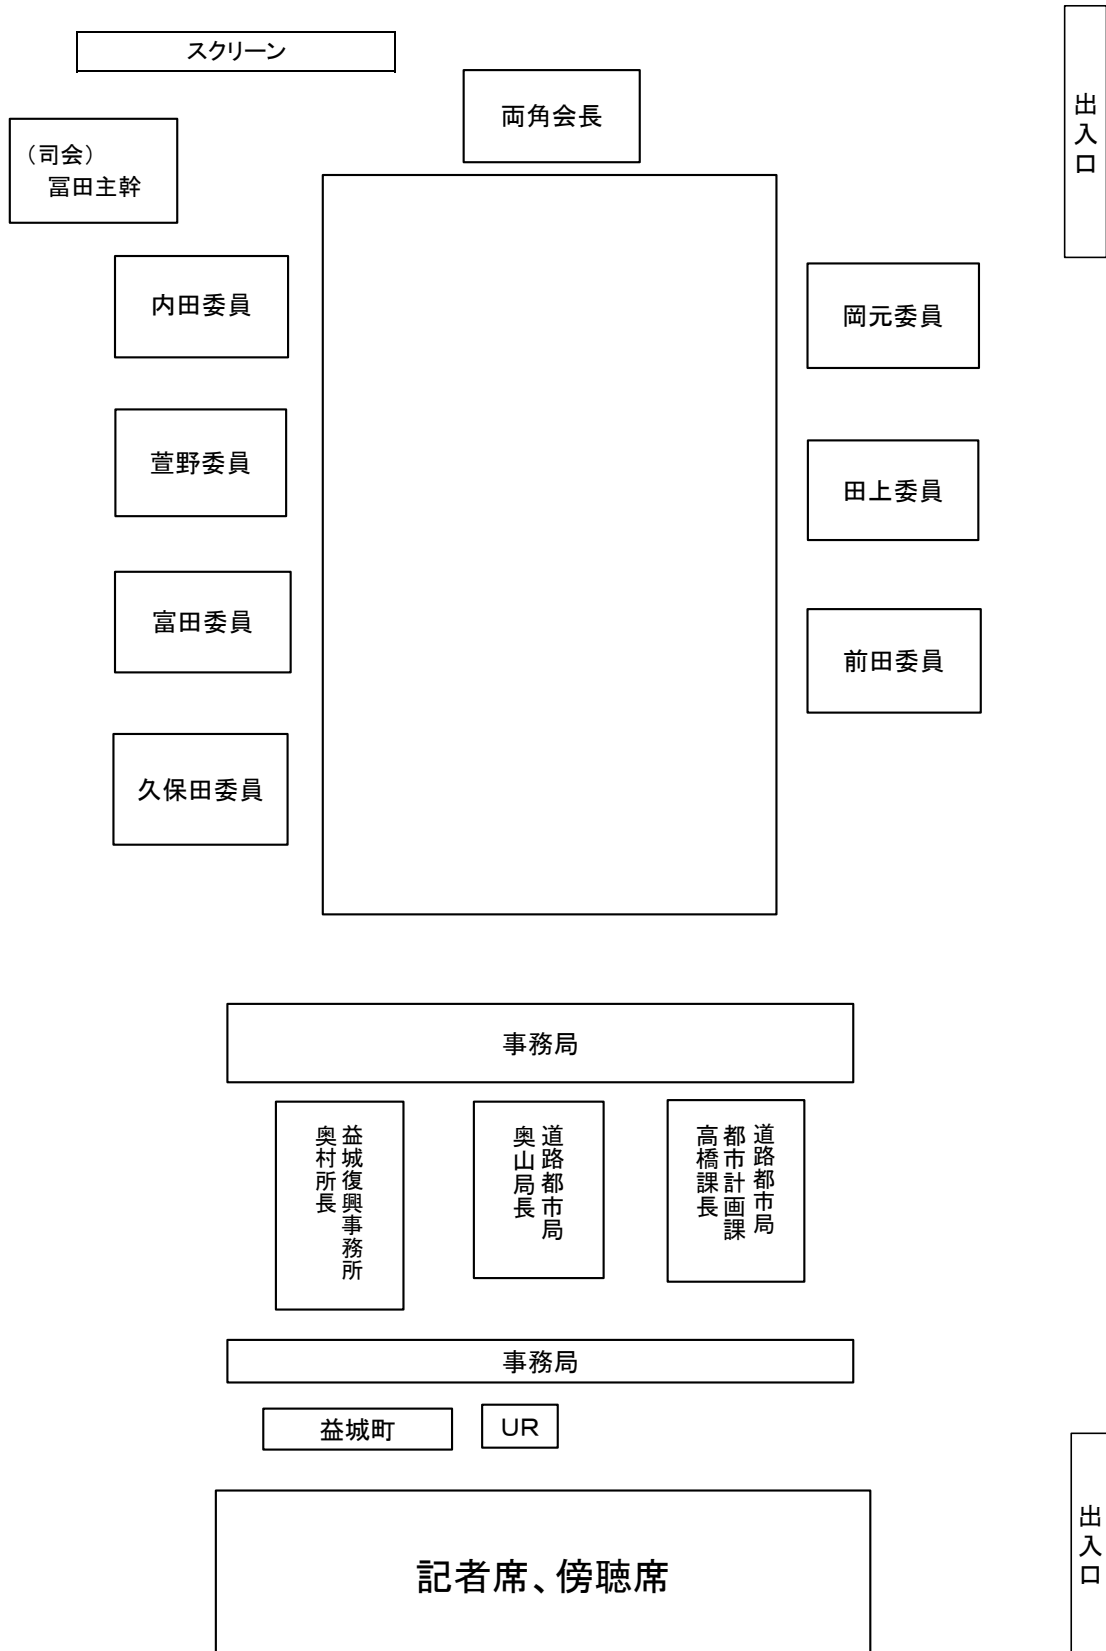 スクリーン
両角会長
出入口
（司会）
冨田主幹
内田委員
岡元委員
萱野委員
田上委員
富田委員
前田委員
久保田委員
事務局
益城復興事務所
奥村所長
道路都市局
奥山局長
道路都市局
都市計画課
高橋課長
事務局
益城町
UR
出入口
記者席、傍聴席